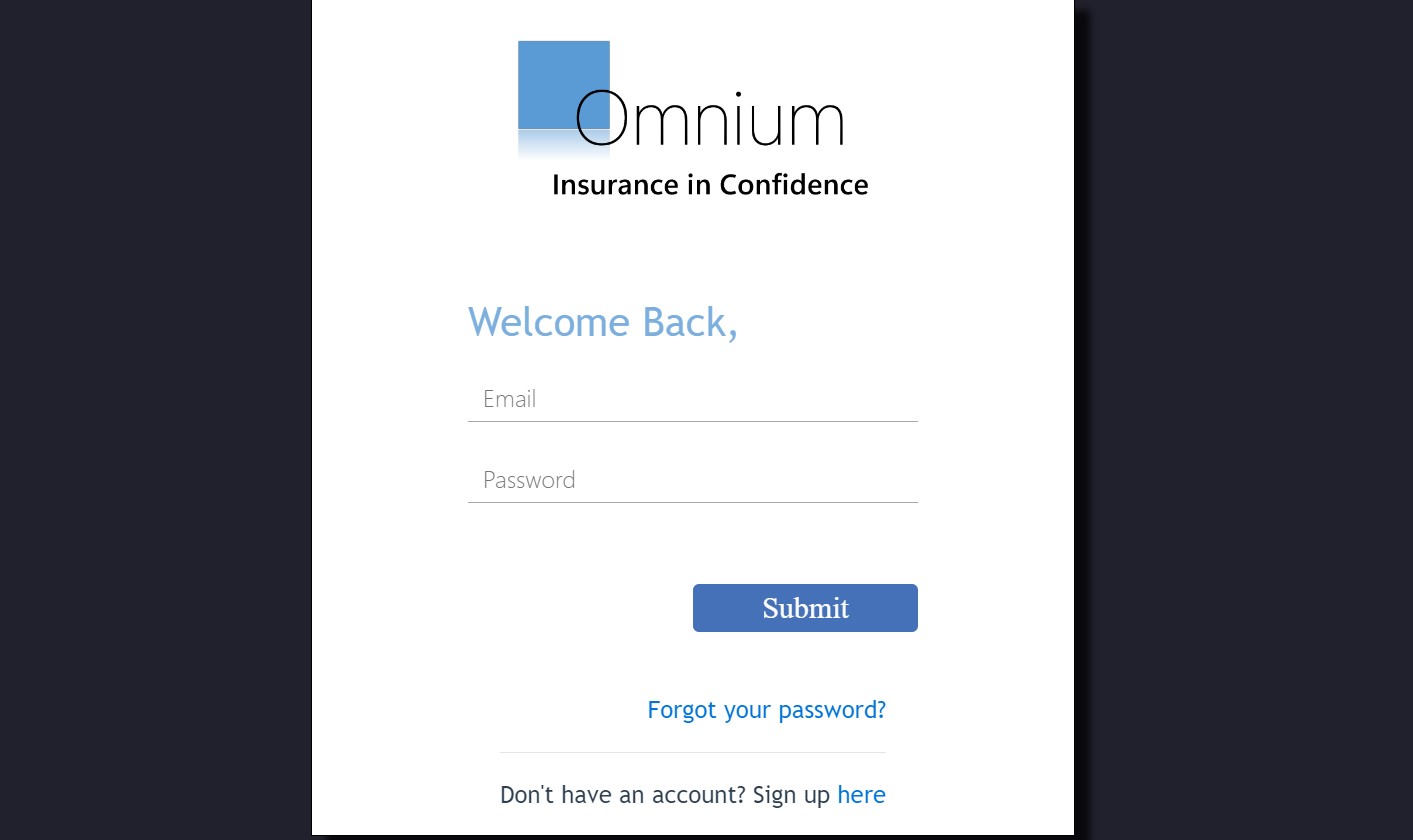 Omnium
Insurance in Confidence
Welcome Back,
Email
Password
Submit
Forgot your password?
Don't have an account? Sign up here